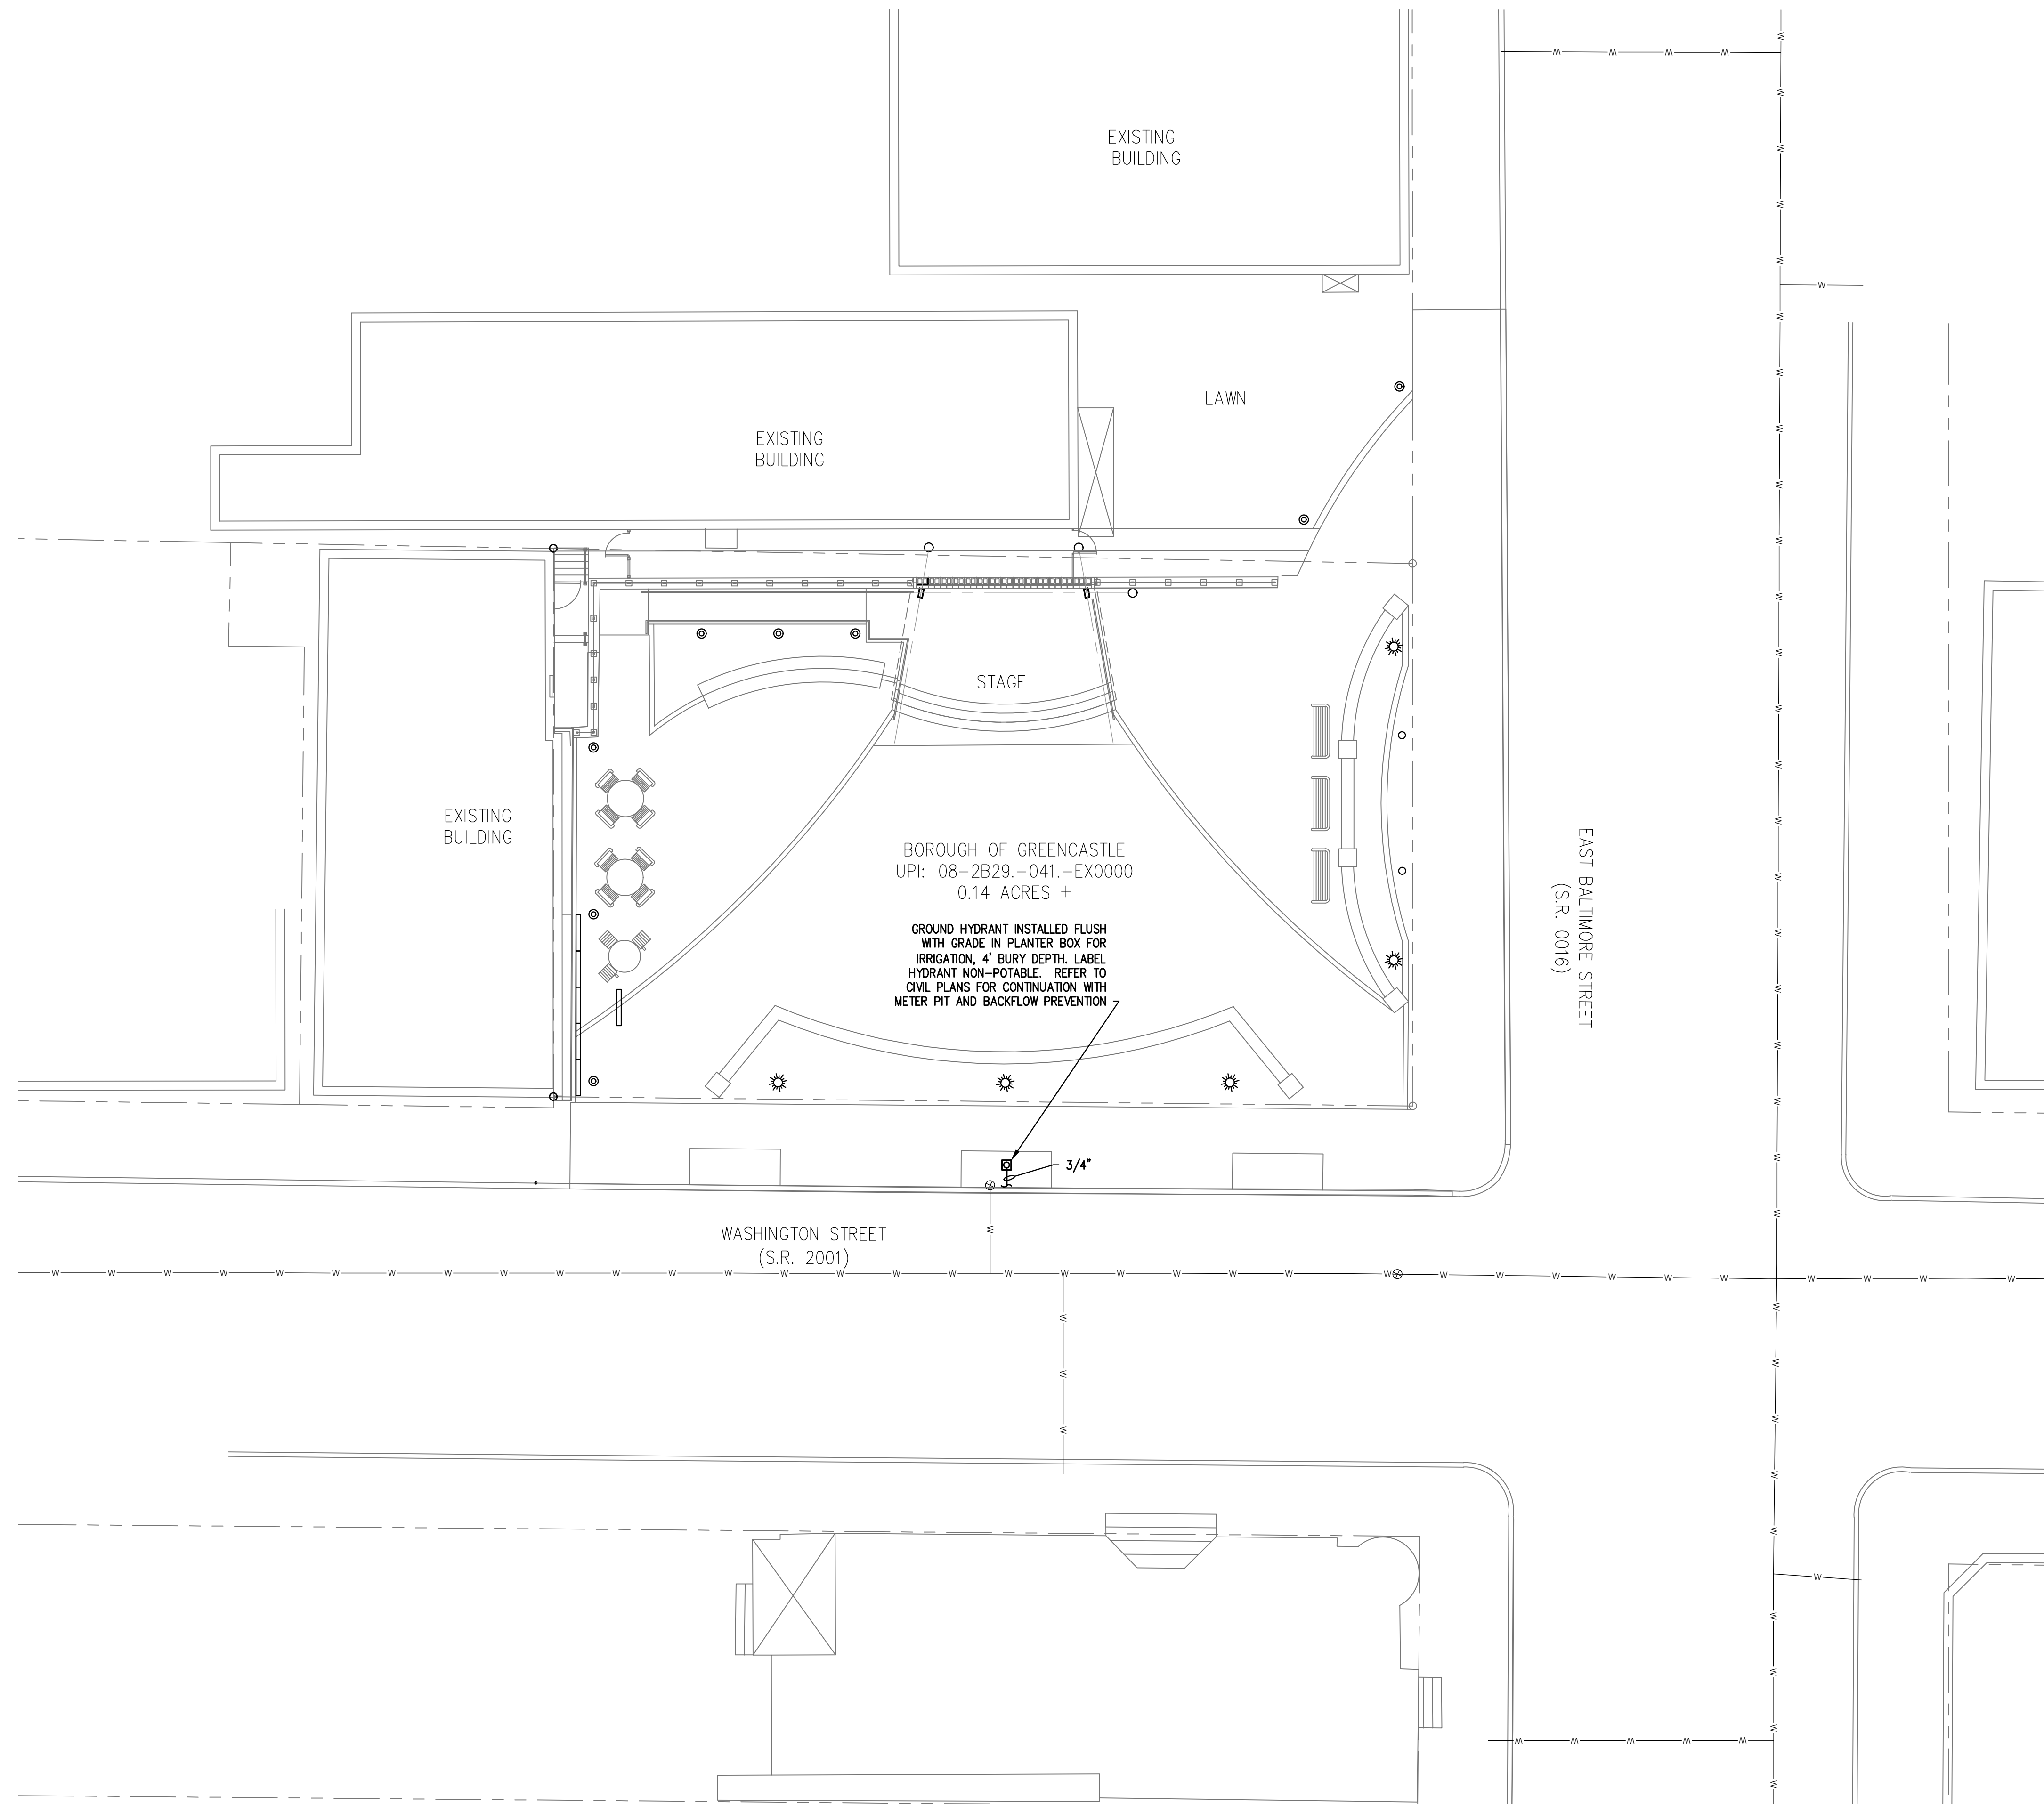 EXISTING
BUILDING
LAWN
EXISTING
BUILDING
STAGE
EXISTING
BUILDING
BOROUGH OF GREENCASTLE
UPI: 08-2B29.-041.-EX0000
0.14 ACRES ±
GROUND HYDRANT INSTALLED FLUSH
WITH GRADE IN PLANTER BOX FOR
IRRIGATION, 4' BURY DEPTH. LABEL
HYDRANT NON-POTABLE. REFER TO
CIVIL PLANS FOR CONTINUATION WITH
METER PIT AND BACKFLOW PREVENTION
EAST BALTIMORE STREET
(S.R. 0016)
3/4"
WASHINGTON STREET
(S.R. 2001)
W W W W W W W W W W W W W W W W W W W W W W W W W W W W W W W W W W W W